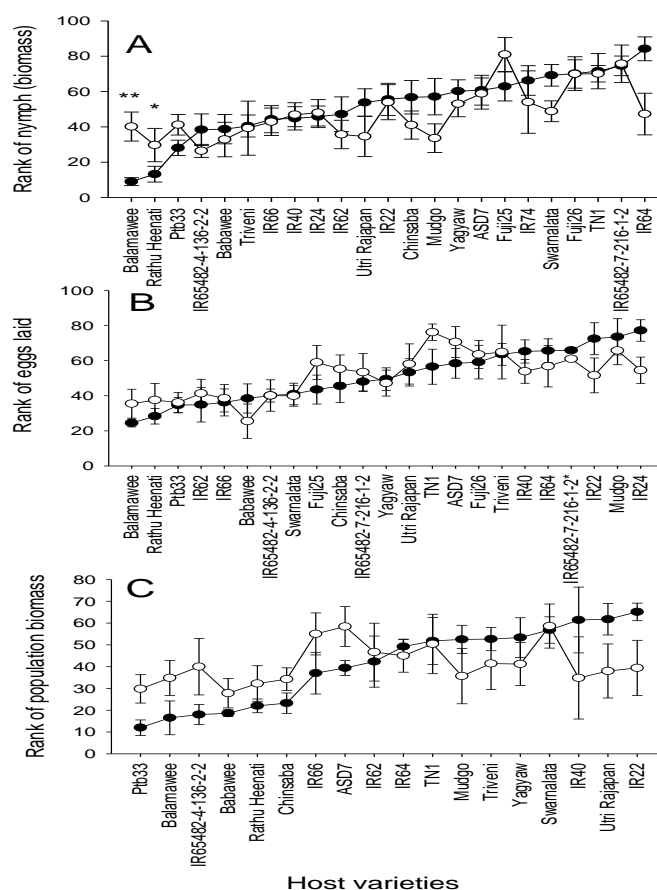 A
Rank of nymph (biomass)
100
80
60
40
20
0
**
*
Balamawee
Rathu Heenati
Ptb33
IR65482-4-136-2-2
Babawee
Triveni
IR66
IR40
IR24
IR62
Utri Rajapan
IR22
Chinsaba
Mudgo
Yagyaw
ASD7
Fuji25
IR74
Swarnalata
Fuji26
TN1
IR65482-7-216-1-2
IR64
B
Rank of eggs laid
100
80
60
40
20
0
Balamawee
Rathu Heenati
Ptb33
IR62
IR66
Babawee
IR65482-4-136-2-2
Swarnalata
Fuji25
Chinsaba
IR65482-7-216-1-2
Yagyaw
Utri Rajapan
TN1
ASD7
Fuji26
Triveni
IR40
IR64
IR65482-7-216-1-2*
IR22
Mudgo
IR24
C
Rank of population biomass
80
70
60
50
40
30
20
10
0
Ptb33
Balamawee
IR65482-4-136-2-2
Babawee
Rathu Heenati
Chinsaba
IR66
ASD7
IR62
IR64
TN1
Mudgo
Triveni
Yagyaw
Swarnalata
IR40
Utri Rajapan
IR22
Host varieties